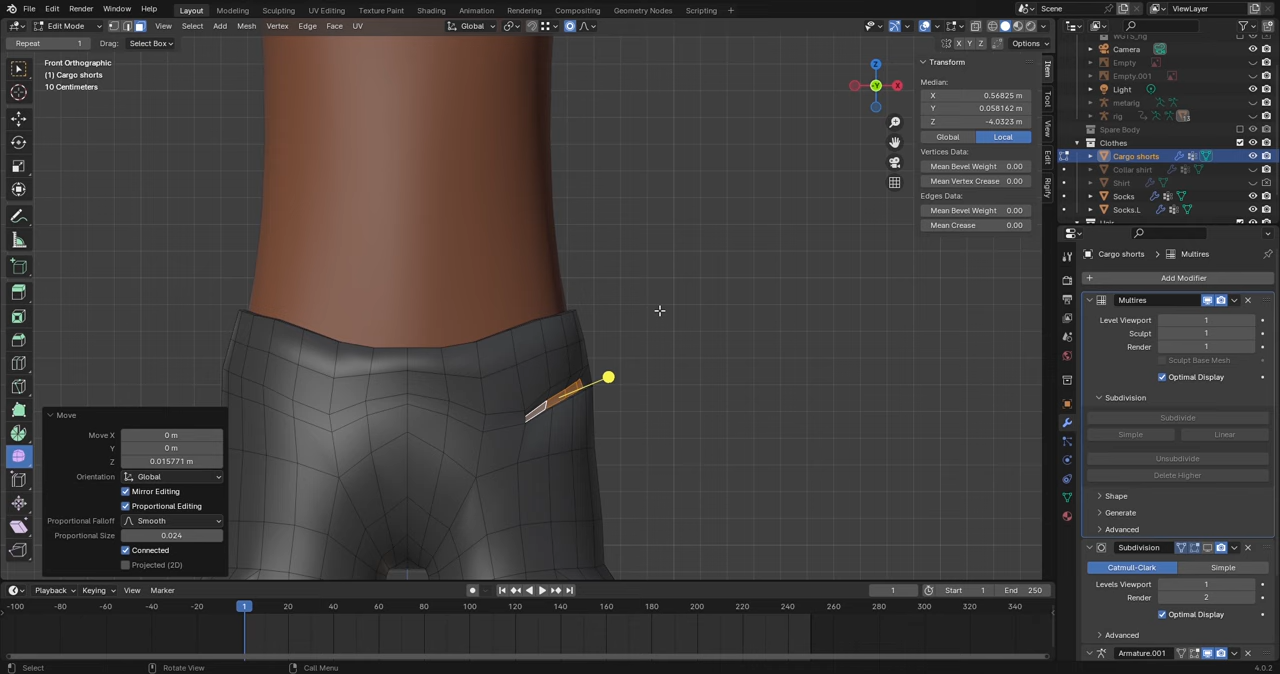 File Edit Render Window Help Layout Modeling Sculpting UV Editing Texture Paint Shading Animation Rendering Compositing Geometry Nodes Scripting Scene ViewLayer
Edit Mode View Select Add Mesh Vertex Edge Face UV Global
Repeat 1 Drag: Select Box X Y Z Options
Front Orthographic
(1) Cargo shorts
10 Centimeters
Z
X
-Y
Transform
Median:
X 0.56825 m
Y 0.058162 m
Z -4.0323 m
Global Local
Vertices Data:
Mean Bevel Weight 0.00
Mean Vertex Crease 0.00
Edges Data:
Mean Bevel Weight 0.00
Mean Crease 0.00
Item
Tool
View
Edit
Rigify
WGTS_rig
Camera
Empty
Empty.001
Light
metarig
rig 13
Spare Body
Clothes
Cargo shorts
Collar shirt
Shirt
Socks
Socks.L
Cargo shorts Multires
Add Modifier
Multires
Level Viewport 1
Sculpt 1
Render 1
Sculpt Base Mesh
Optimal Display
Subdivision
Subdivide
Simple Linear
Unsubdivide
Delete Higher
Shape
Generate
Advanced
Subdivision
Catmull-Clark Simple
Levels Viewport 1
Render 2
Optimal Display
Advanced
Armature.001
Move
Move X 0 m
Y 0 m
Z 0.015771 m
Orientation Global
Mirror Editing
Proportional Editing
Proportional Falloff Smooth
Proportional Size 0.024
Connected
Projected (2D)
Playback Keying View Marker 1 Start 1 End 250
-100 -80 -60 -40 -20 1 20 40 60 80 100 120 140 160 180 200 220 240 260 280 300 320 340
Select Rotate View Call Menu 4.0.2